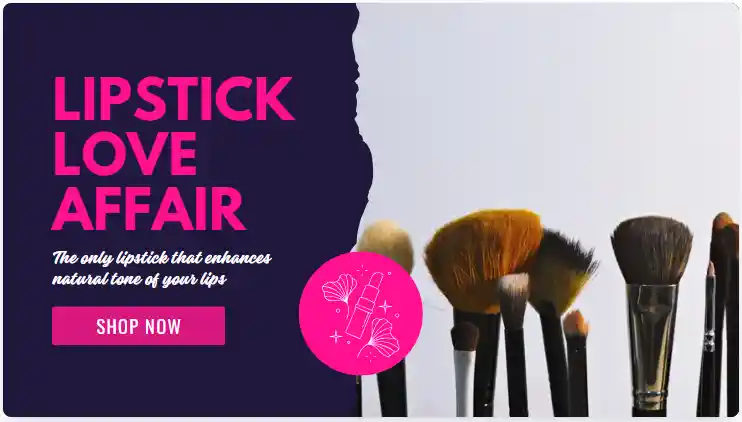 LIPSTICK
LOVE
AFFAIR
The only lipstick that enhances
natural tone of your lips
SHOP NOW